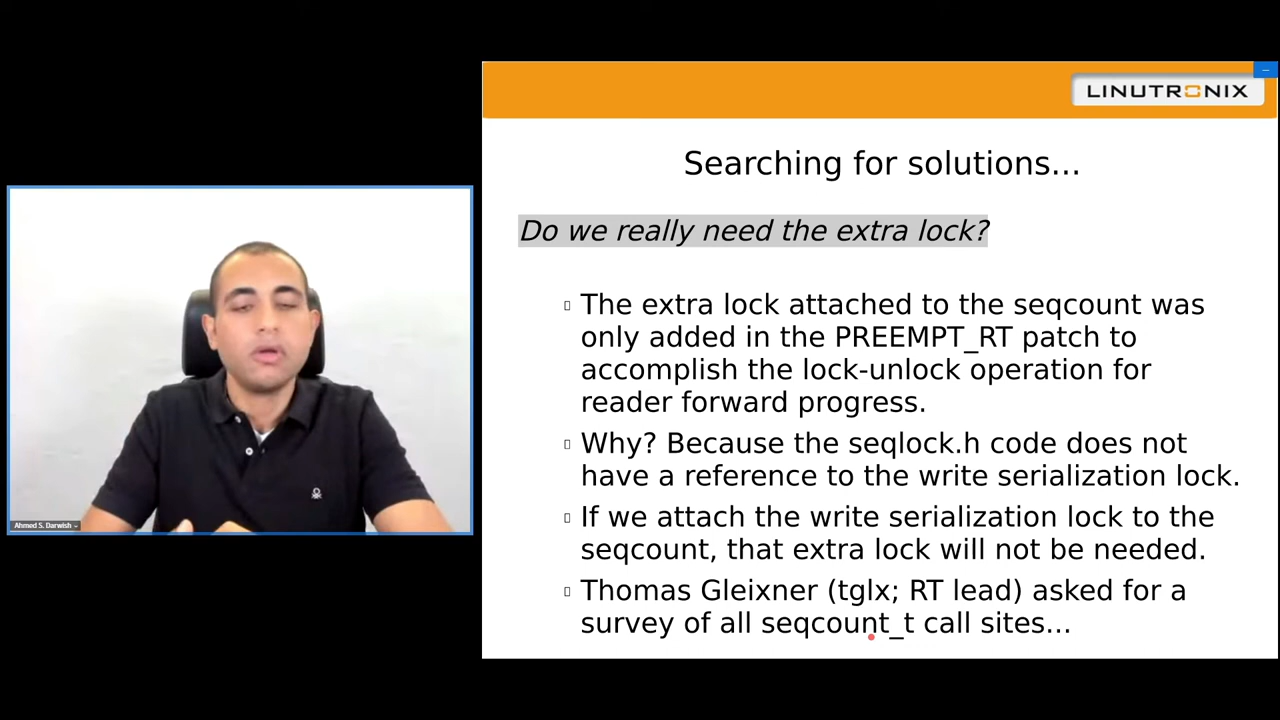 LINUTRONIX
Searching for solutions...
Do we really need the extra lock?
The extra lock attached to the seqcount was
only added in the PREEMPT_RT patch to
accomplish the lock-unlock operation for
reader forward progress.
Why? Because the seqlock.h code does not
have a reference to the write serialization lock.
If we attach the write serialization lock to the
seqcount, that extra lock will not be needed.
Thomas Gleixner (tglx; RT lead) asked for a
survey of all seqcount_t call sites...
Ahmed S. Darwish